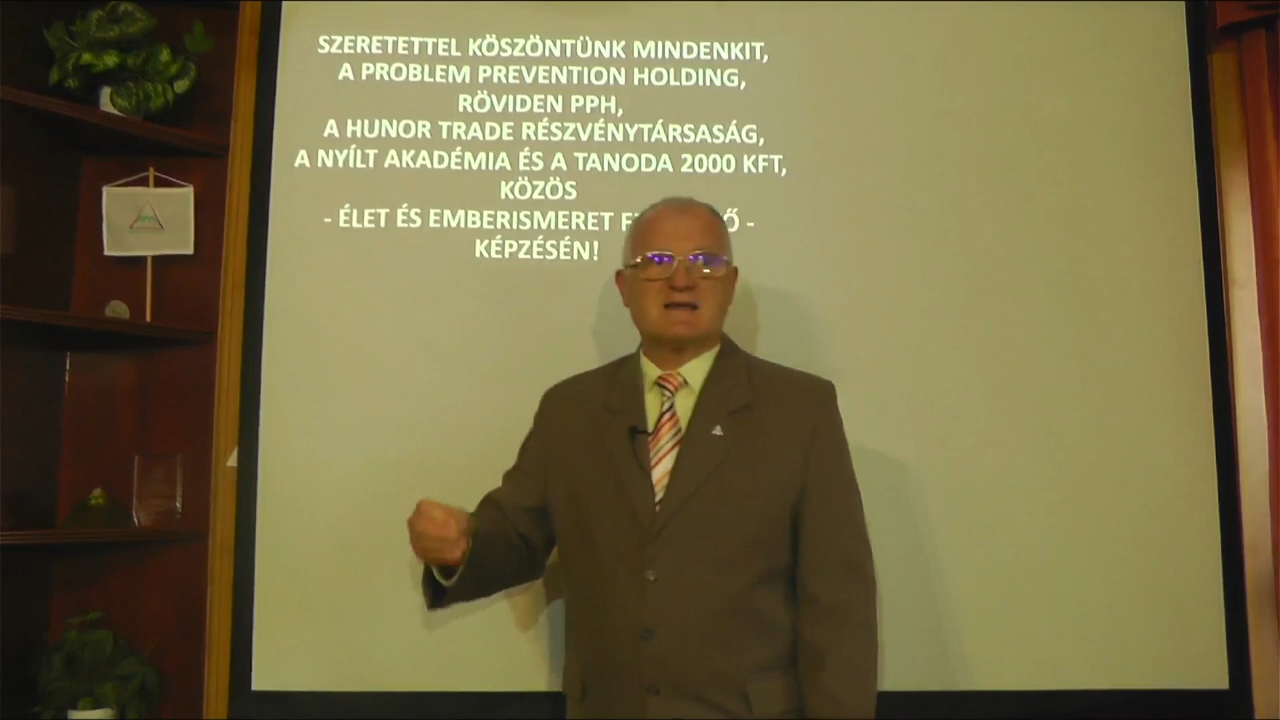 SZERETETTEL KÖSZÖNTÜNK MINDENKIT,
A PROBLEM PREVENTION HOLDING,
RÖVIDEN PPH,
A HUNOR TRADE RÉSZVÉNYTÁRSASÁG,
A NYÍLT AKADÉMIA ÉS A TANODA 2000 KFT,
KÖZÖS
- ÉLET ÉS EMBERISMERET -
KÉPZÉSÉN!